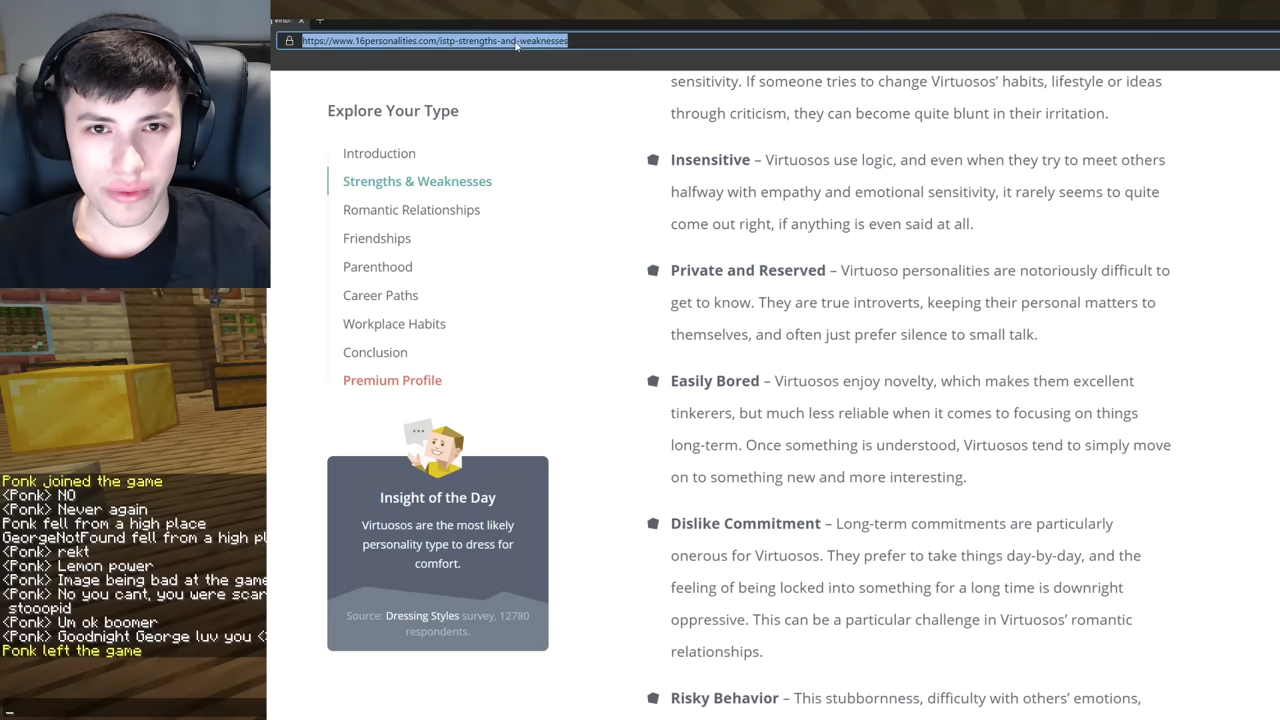 https://www.16personalities.com/istp-strengths-and-weaknesses
Explore Your Type
Introduction
Strengths & Weaknesses
Romantic Relationships
Friendships
Parenthood
Career Paths
Workplace Habits
Conclusion
Premium Profile
Insight of the Day
Virtuosos are the most likely
personality type to dress for
comfort.
Source: Dressing Styles survey, 12780
respondents.
sensitivity. If someone tries to change Virtuosos’ habits, lifestyle or ideas
through criticism, they can become quite blunt in their irritation.
Insensitive – Virtuosos use logic, and even when they try to meet others
halfway with empathy and emotional sensitivity, it rarely seems to quite
come out right, if anything is even said at all.
Private and Reserved – Virtuoso personalities are notoriously difficult to
get to know. They are true introverts, keeping their personal matters to
themselves, and often just prefer silence to small talk.
Easily Bored – Virtuosos enjoy novelty, which makes them excellent
tinkerers, but much less reliable when it comes to focusing on things
long-term. Once something is understood, Virtuosos tend to simply move
on to something new and more interesting.
Dislike Commitment – Long-term commitments are particularly
onerous for Virtuosos. They prefer to take things day-by-day, and the
feeling of being locked into something for a long time is downright
oppressive. This can be a particular challenge in Virtuosos’ romantic
relationships.
Risky Behavior – This stubbornness, difficulty with others’ emotions,
Ponk joined the game
<Ponk> NO
<Ponk> Never again
Ponk fell from a high place
GeorgeNotFound fell from a high pl
<Ponk> rekt
<Ponk> Lemon power
<Ponk> Image being bad at the game
<Ponk> No you cant, you were scar
stooopid
<Ponk> Um ok boomer
<Ponk> Goodnight George luv you <
Ponk left the game